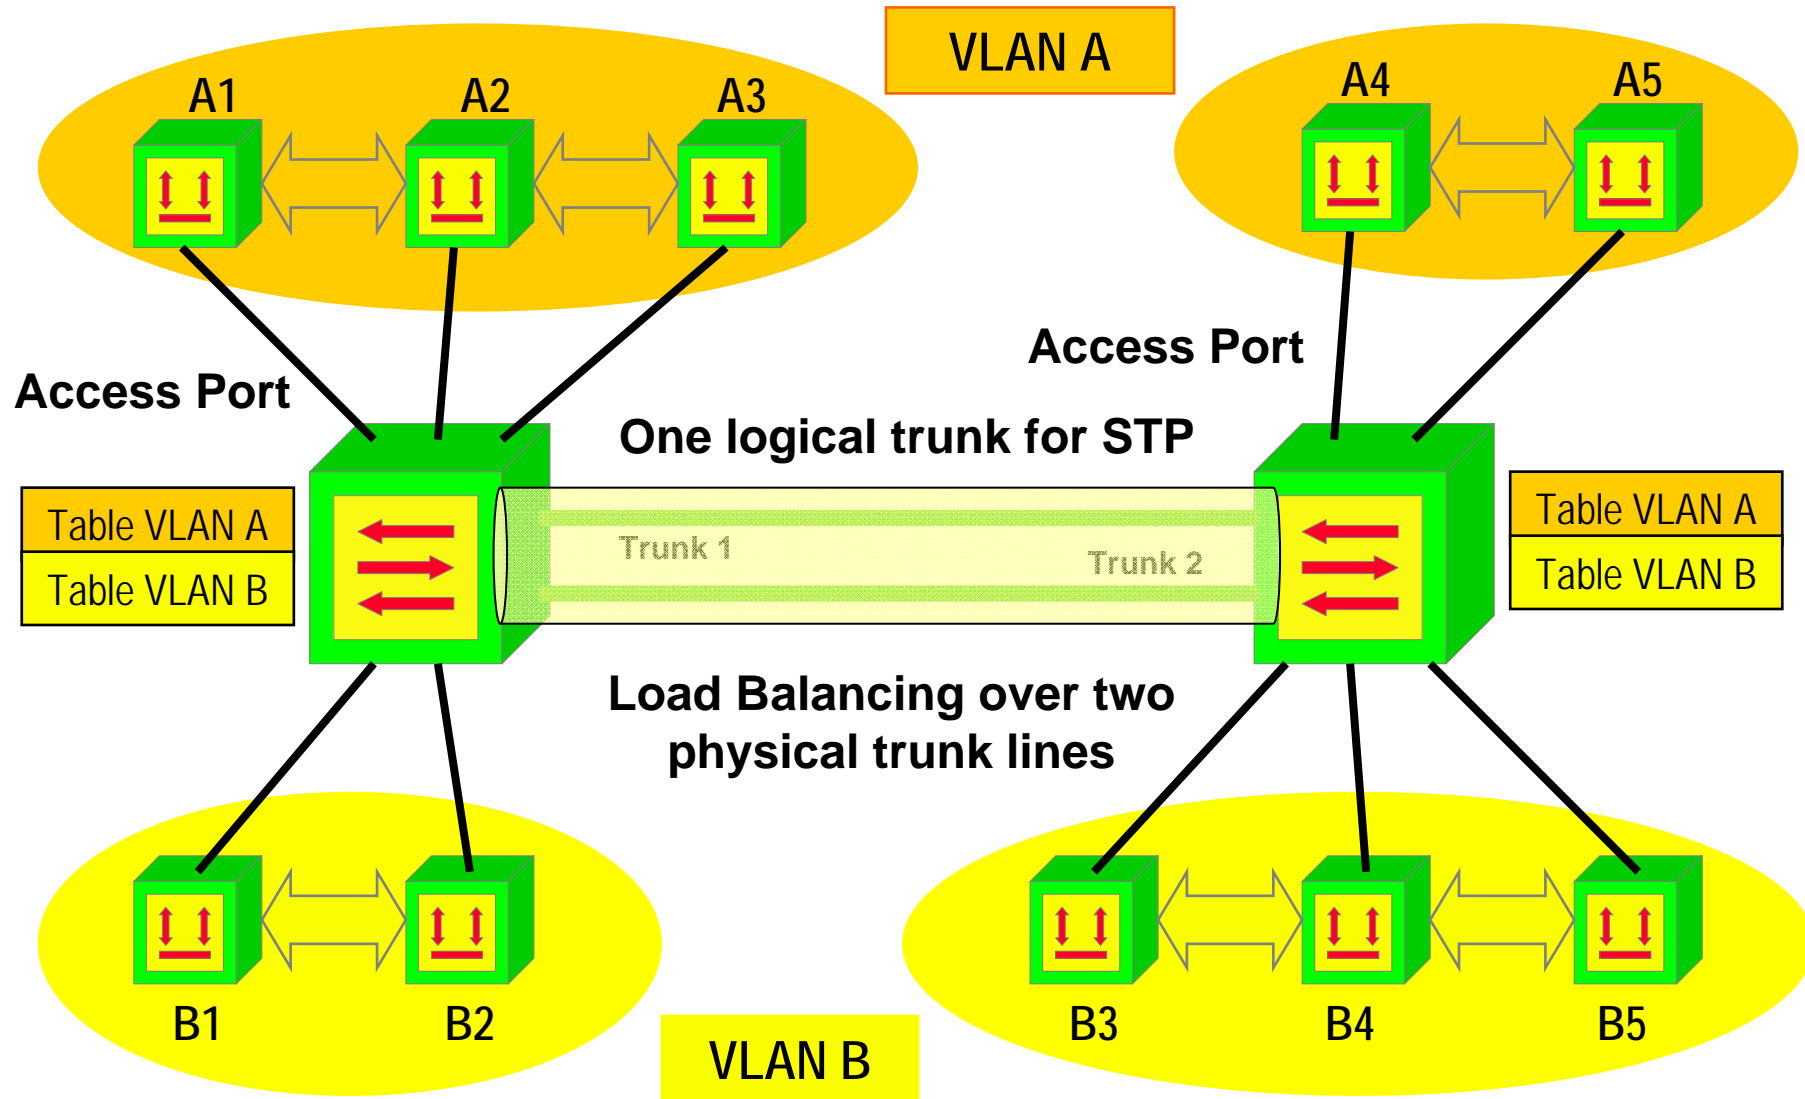 VLAN A
A1
A2
A3
A4
A5
Access Port
Access Port
One logical trunk for STP
Table VLAN A
Table VLAN B
Trunk 1
Trunk 2
Table VLAN A
Table VLAN B
Load Balancing over two
physical trunk lines
B1
B2
B3
B4
B5
VLAN B